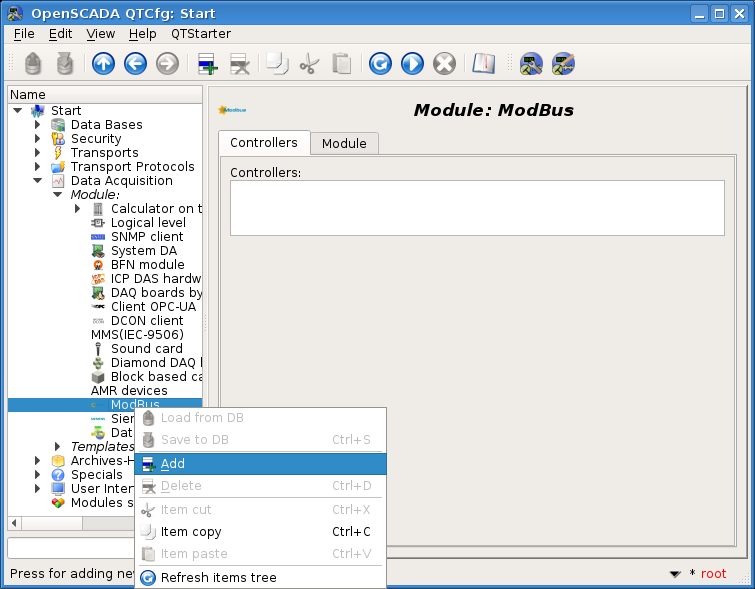 OpenSCADA QTCfg: Start
File Edit View Help QTStarter
Name
Start
Data Bases
Security
Transports
Transport Protocols
Data Acquisition
Module:
Calculator on t
Logical level
SNMP client
System DA
BFN module
ICP DAS hardw
DAQ boards by
Client OPC-UA
DCON client
MMS(IEC-9506)
Sound card
Diamond DAQ
Block based ca
AMR devices
ModBus
Sie
Dat
Templates
Archives-H
Specials
User Inter
Modules s
Modbus
Module: ModBus
Controllers Module
Controllers:
Load from DB
Save to DB Ctrl+S
Add
Delete Ctrl+D
Item cut Ctrl+X
Item copy Ctrl+C
Item paste Ctrl+V
Refresh items tree
Press for adding ne
* root